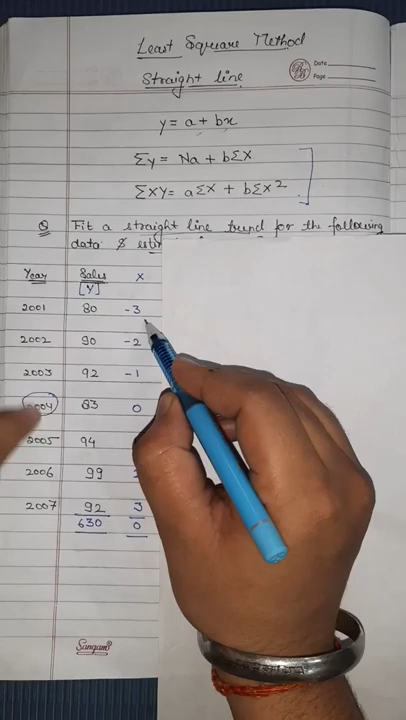 Least Square Method
Straight line
Date
Page
y = a + bx
Σy = Na + bΣx
ΣXY = aΣX + bΣX²
Q Fit a straight line trend for the following
data &
Year Sales [Y] X
2001 80 -3
2002 90 -2
2003 92 -1
2004 83 0
2005 94
2006 99
2007 92 3
630 0
Sangam